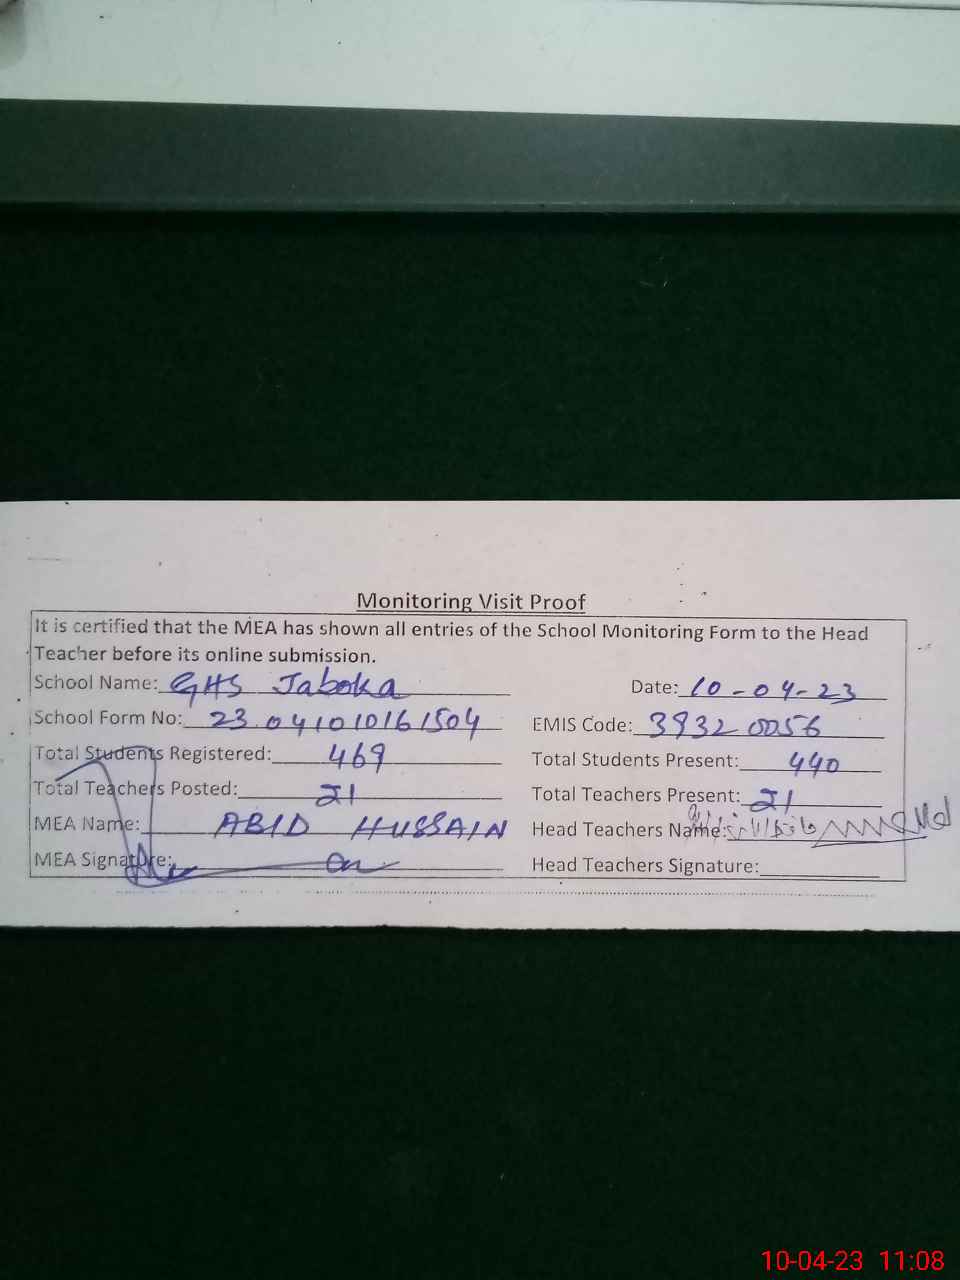 Monitoring Visit Proof
It is certified that the MEA has shown all entries of the School Monitoring Form to the Head
Teacher before its online submission.
School Name: GHS Jaboka Date: 10-04-23
School Form No: 23 041010161504 EMIS Code: 39320056
Total Students Registered: 469 Total Students Present: 440
Total Teachers Posted: 21 Total Teachers Present: 21
MEA Name: ABID HUSSAIN Head Teachers Name:
MEA Signature: Head Teachers Signature:
10-04-23 11:08